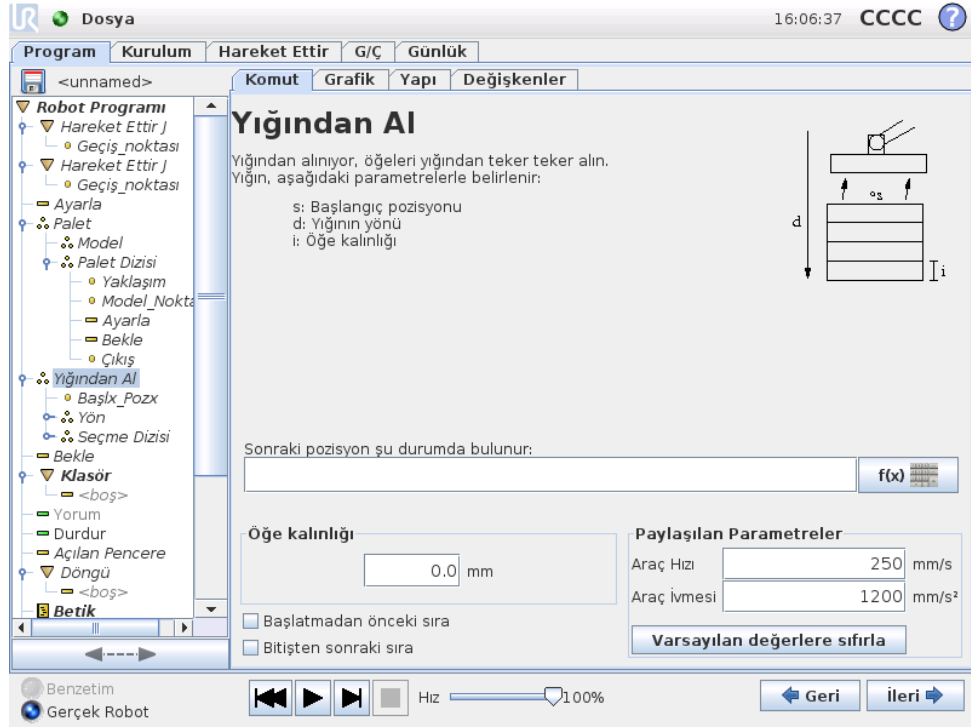 UR Dosya 16:06:37 CCCC ?
Program Kurulum Hareket Ettir G/Ç Günlük
<unnamed>
Komut Grafik Yapı Değişkenler
Robot Programı
Hareket Ettir J
Geçiş_noktası
Hareket Ettir J
Geçiş_noktası
Ayarla
Palet
Model
Palet Dizisi
Yaklaşım
Model_Nokta
Ayarla
Bekle
Çıkış
Yığından Al
Başlx_Pozx
Yön
Seçme Dizisi
Bekle
Klasör
<boş>
Yorum
Durdur
Açılan Pencere
Döngü
<boş>
Betik
Yığından Al
Yığından alınıyor, öğeleri yığından teker teker alın.
Yığın, aşağıdaki parametrelerle belirlenir:
s: Başlangıç pozisyonu
d: Yığının yönü
i: Öğe kalınlığı
s
d
i
Sonraki pozisyon şu durumda bulunur:
f(x)
Öğe kalınlığı
0.0 mm
Başlatmadan önceki sıra
Bitişten sonraki sıra
Paylaşılan Parametreler
Araç Hızı 250 mm/s
Araç İvmesi 1200 mm/s²
Varsayılan değerlere sıfırla
Benzetim
Gerçek Robot
Hız 100%
Geri İleri